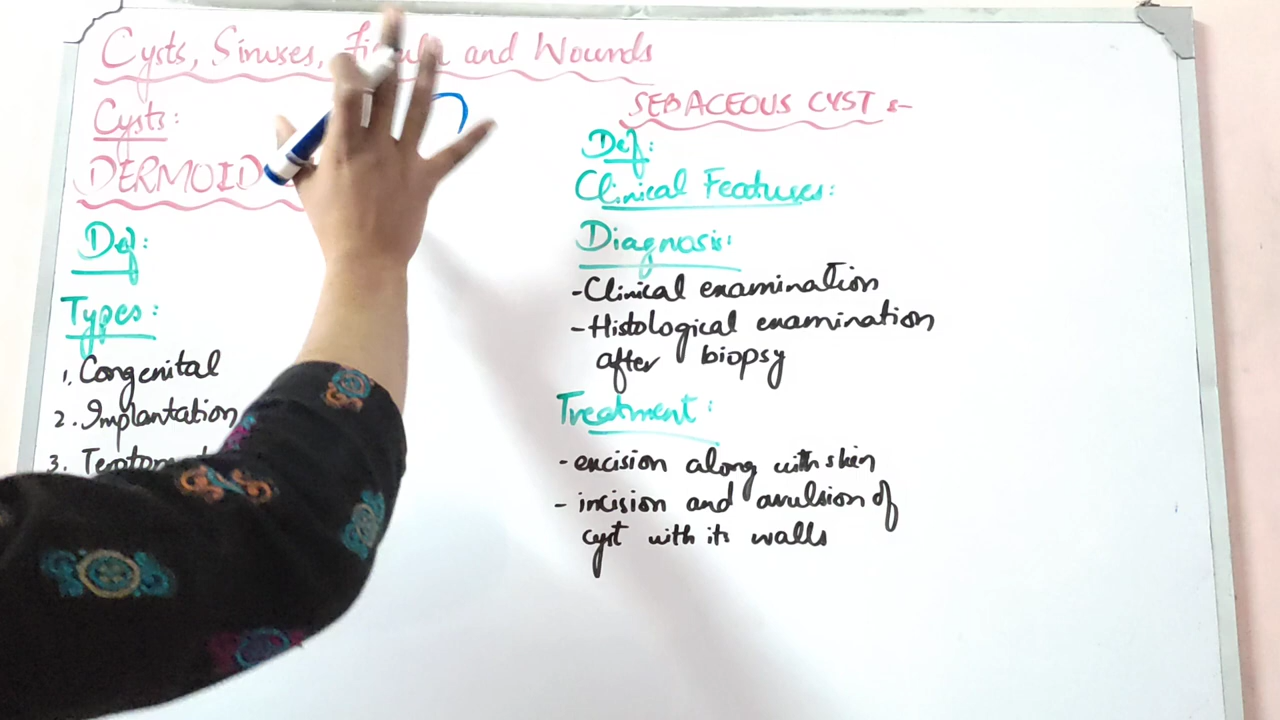 Cysts, Sinuses, and Wounds
Cysts:
DERMOID
Def:
Types:
1. Congenital
2. Implantation
3.
SEBACEOUS CYST :-
Def:
Clinical Features:
Diagnosis:
- Clinical examination
- Histological examination
after biopsy
Treatment:
- excision along with skin
- incision and avulsion of
cyst with its walls